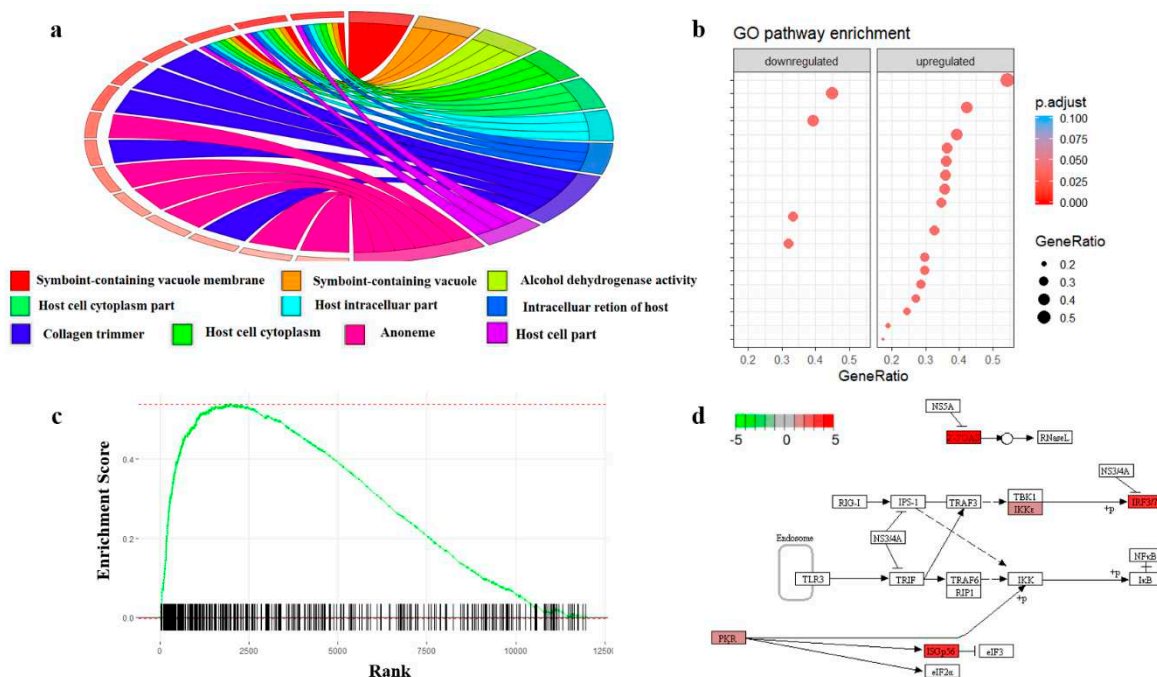 a
Symboint-containing vacuole membrane
Symboint-containing vacuole
Alcohol dehydrogenase activity
Host cell cytoplasm part
Host intracelluar part
Intracelluar retion of host
Collagen trimmer
Host cell cytoplasm
Anoneme
Host cell part
b
GO pathway enrichment
downregulated
upregulated
0.2 0.3 0.4 0.5
0.2 0.3 0.4 0.5
GeneRatio
p.adjust
0.100
0.075
0.050
0.025
0.000
GeneRatio
0.2
0.3
0.4
0.5
c
Enrichment Score
0.4
0.2
0.0
0 2500 5000 7500 10000 12500
Rank
d
-5 0 5
NS5A
RNaseL
NS3/4A
RIG-I
IPS-1
TRAF3
TBK1
IKKε
+p
IRF3/7
NS3/4A
Endosome
NFκB
TLR3
TRIF
TRAF6
RIP1
IKK
+p
+p
IκB
PKR
ISGp56
eIF3
eIF2α